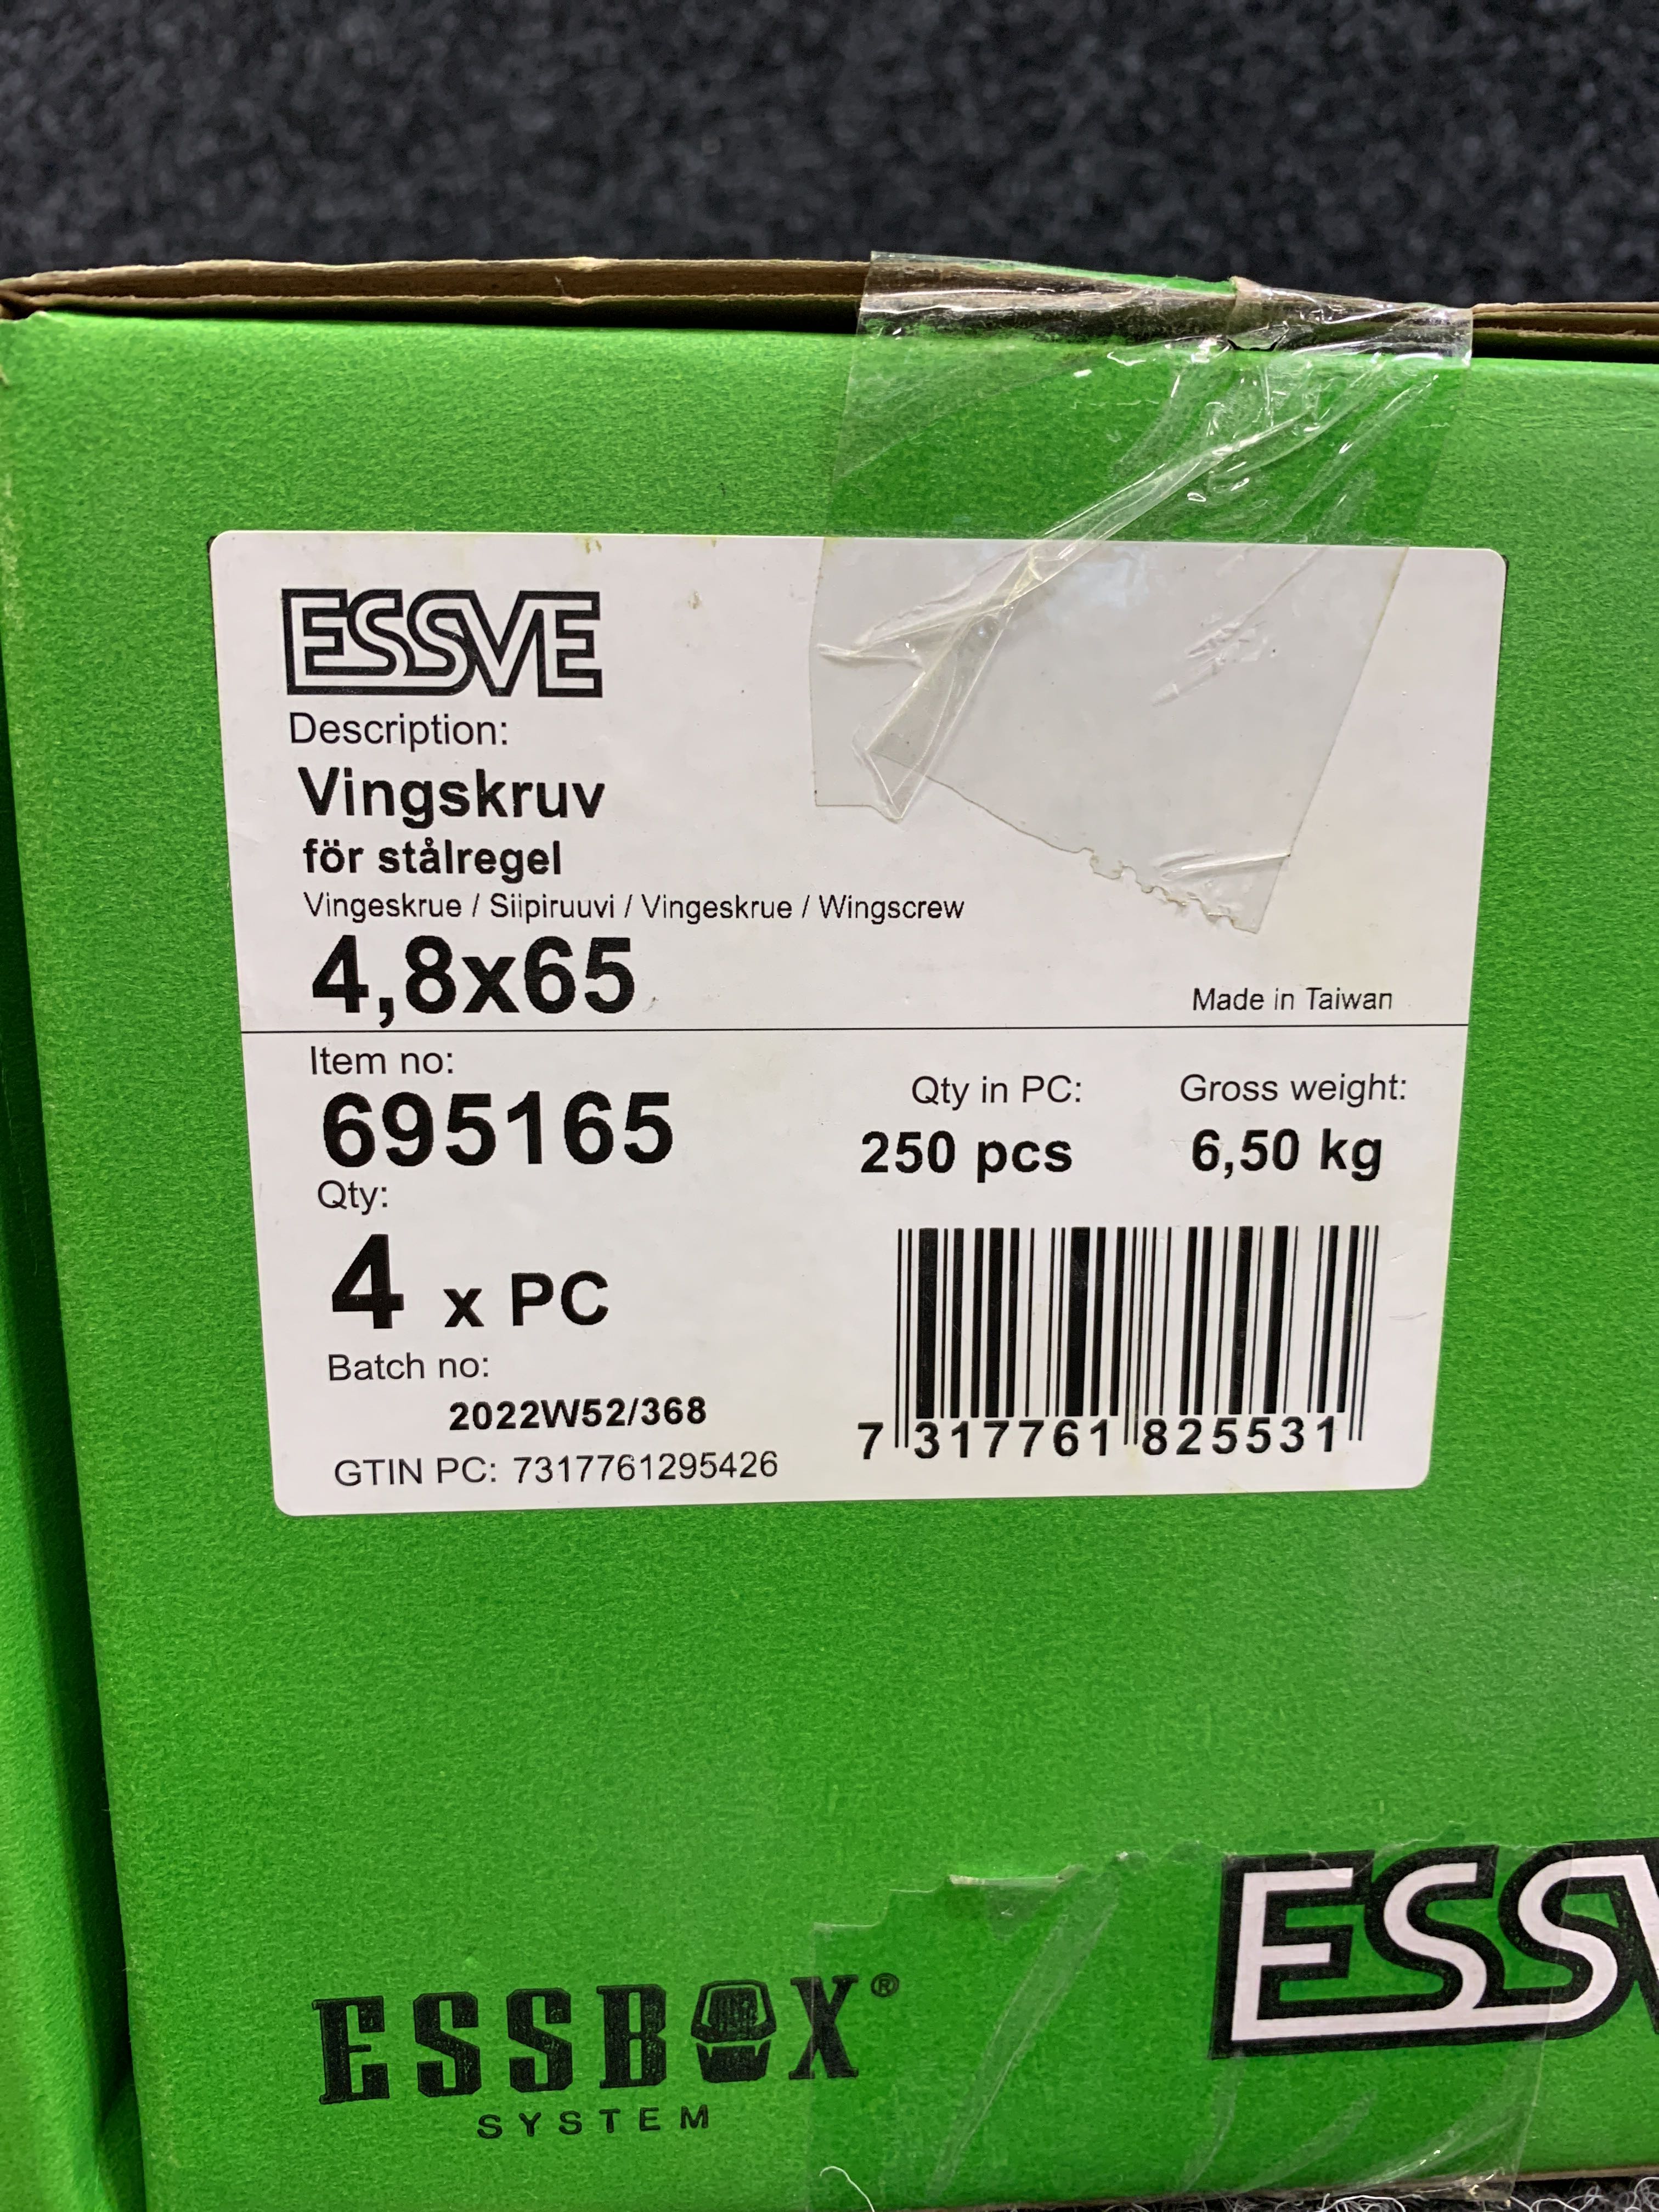 ESSVE
Description:
Vingskruv
för stålregel
Vingeskrue / Siipiruuvi / Vingeskrue / Wingscrew
4,8x65
Made in Taiwan
Item no:
695165
Qty in PC:
250 pcs
Gross weight:
6,50 kg
Qty:
4 x PC
Batch no:
2022W52/368
GTIN PC: 7317761295426
7 317761 825531
ESSBOX®
SYSTEM
ESSV